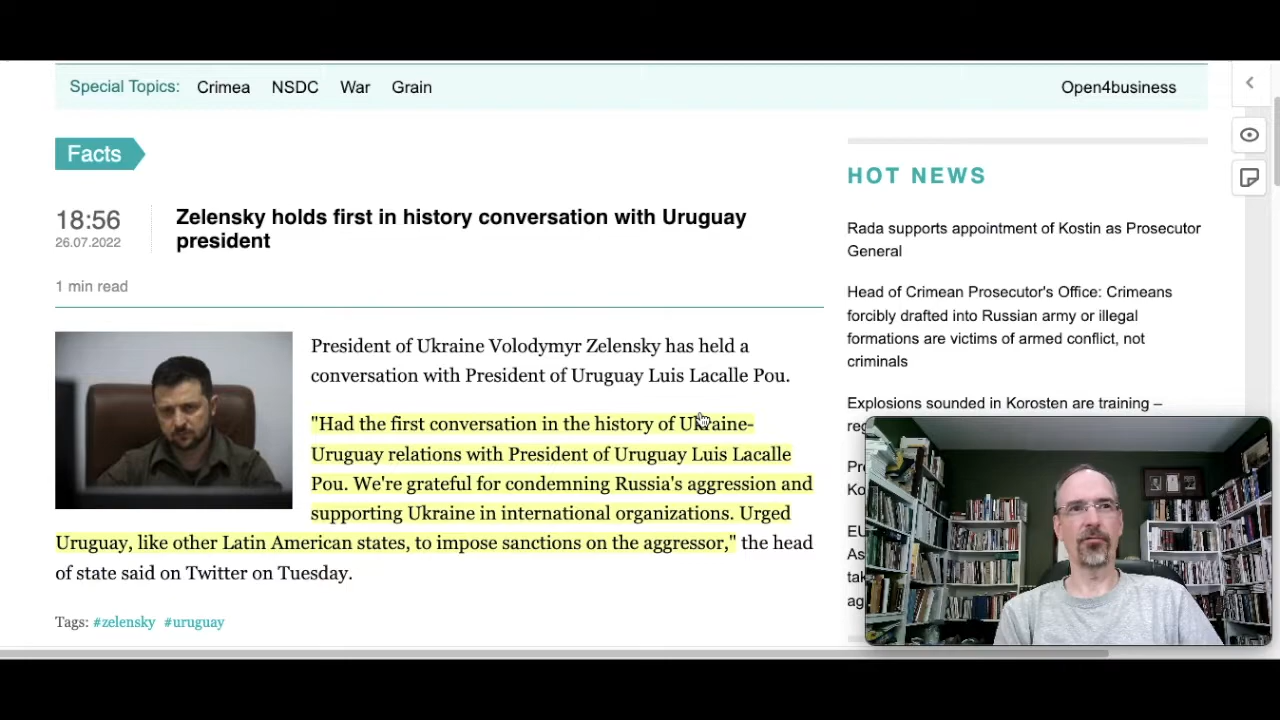 Special Topics: Crimea NSDC War Grain Open4business
Facts
18:56
26.07.2022
Zelensky holds first in history conversation with Uruguay
president
1 min read
President of Ukraine Volodymyr Zelensky has held a
conversation with President of Uruguay Luis Lacalle Pou.
"Had the first conversation in the history of Ukraine-
Uruguay relations with President of Uruguay Luis Lacalle
Pou. We're grateful for condemning Russia's aggression and
supporting Ukraine in international organizations. Urged
Uruguay, like other Latin American states, to impose sanctions on the aggressor," the head
of state said on Twitter on Tuesday.
Tags: #zelensky #uruguay
HOT NEWS
Rada supports appointment of Kostin as Prosecutor
General
Head of Crimean Prosecutor's Office: Crimeans
forcibly drafted into Russian army or illegal
formations are victims of armed conflict, not
criminals
Explosions sounded in Korosten are training –